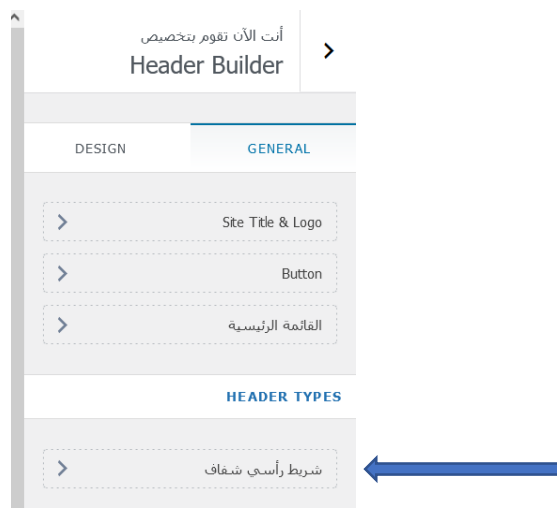 أنت الآن تقوم بتخصيص
Header Builder
GENERAL
DESIGN
Site Title & Logo
Button
القائمة الرئيسية
HEADER TYPES
شريط رأسي شفاف